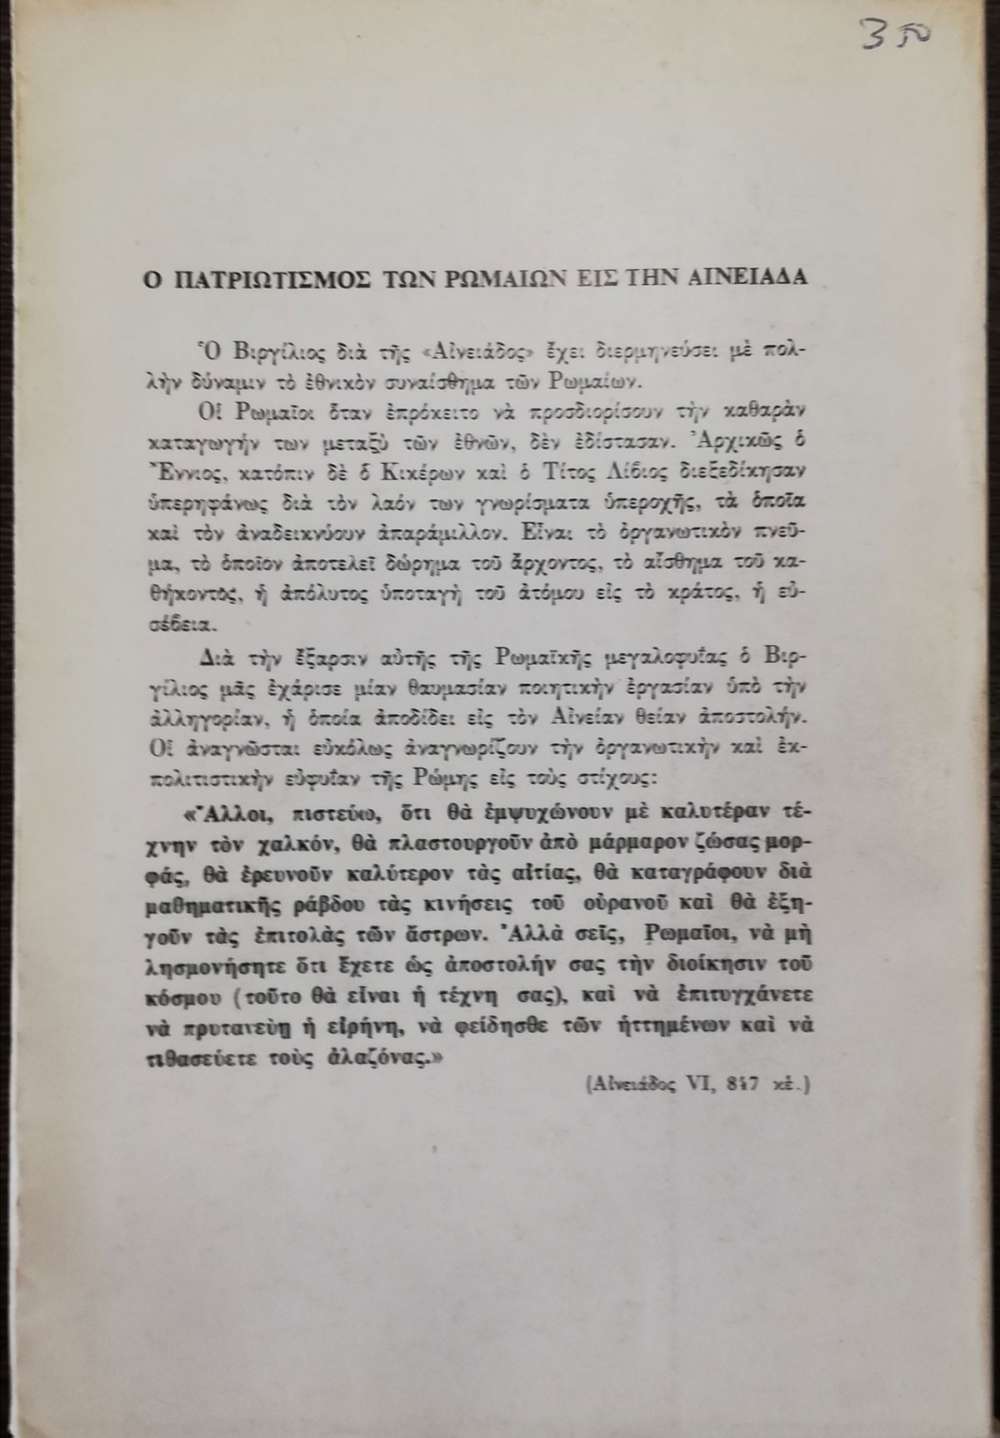 350
Ο ΠΑΤΡΙΩΤΙΣΜΟΣ ΤΩΝ ΡΩΜΑΙΩΝ ΕΙΣ ΤΗΝ ΑΙΝΕΙΑΔΑ
Ὁ Βιργίλιος διὰ τῆς «Αἰνειάδος» ἔχει διερμηνεύσει μὲ πολ-
λὴν δύναμιν τὸ ἐθνικὸν συναίσθημα τῶν Ρωμαίων.
Οἱ Ρωμαῖοι ὅταν ἐπρόκειτο νὰ προσδιορίσουν τὴν καθαρὰν
καταγωγήν των μεταξὺ τῶν ἐθνῶν, δὲν ἐδίστασαν. Ἀρχικῶς ὁ
Ἔννιος, κατόπιν δὲ ὁ Κικέρων καὶ ὁ Τίτος Λίβιος διεξεδίκησαν
ὑπερηφάνως διὰ τὸν λαόν των γνωρίσματα ὑπεροχῆς, τὰ ὁποῖα
καὶ τὸν ἀναδεικνύουν ἀπαράμιλλον. Εἶναι τὸ ὀργανωτικὸν πνεῦ-
μα, τὸ ὁποῖον ἀποτελεῖ δώρημα τοῦ ἄρχοντος, τὸ αἴσθημα τοῦ κα-
θήκοντος, ἡ ἀπόλυτος ὑποταγὴ τοῦ ἀτόμου εἰς τὸ κράτος, ἡ εὐ-
σέβεια.
Διὰ τὴν ἔξαρσιν αὐτῆς τῆς Ρωμαϊκῆς μεγαλοφυΐας ὁ Βιρ-
γίλιος μᾶς ἐχάρισε μίαν θαυμασίαν ποιητικὴν ἐργασίαν ὑπὸ τὴν
ἀλληγορίαν, ἡ ὁποία ἀποδίδει εἰς τὸν Αἰνείαν θείαν ἀποστολήν.
Οἱ ἀναγνῶσται εὐκόλως ἀναγνωρίζουν τὴν ὀργανωτικὴν καὶ ἐκ-
πολιτιστικὴν εὐφυΐαν τῆς Ρώμης εἰς τοὺς στίχους:
«Ἄλλοι, πιστεύω, ὅτι θὰ ἐμψυχώνουν μὲ καλυτέραν τέ-
χνην τὸν χαλκόν, θὰ πλαστουργοῦν ἀπὸ μάρμαρον ζώσας μορ-
φάς, θὰ ἐρευνοῦν καλύτερον τὰς αἰτίας, θὰ καταγράφουν διὰ
μαθηματικῆς ράβδου τὰς κινήσεις τοῦ οὐρανοῦ καὶ θὰ ἐξη-
γοῦν τὰς ἐπιτολὰς τῶν ἄστρων. Ἀλλὰ σεῖς, Ρωμαῖοι, νὰ μὴ
λησμονήσητε ὅτι ἔχετε ὡς ἀποστολήν σας τὴν διοίκησιν τοῦ
κόσμου (τοῦτο θὰ εἶναι ἡ τέχνη σας), καὶ νὰ ἐπιτυγχάνετε
νὰ πρυτανεύῃ ἡ εἰρήνη, νὰ φείδησθε τῶν ἡττημένων καὶ νὰ
τιθασεύετε τοὺς ἀλαζόνας.»
(Αἰνειάδος VI, 847 κἑ.)